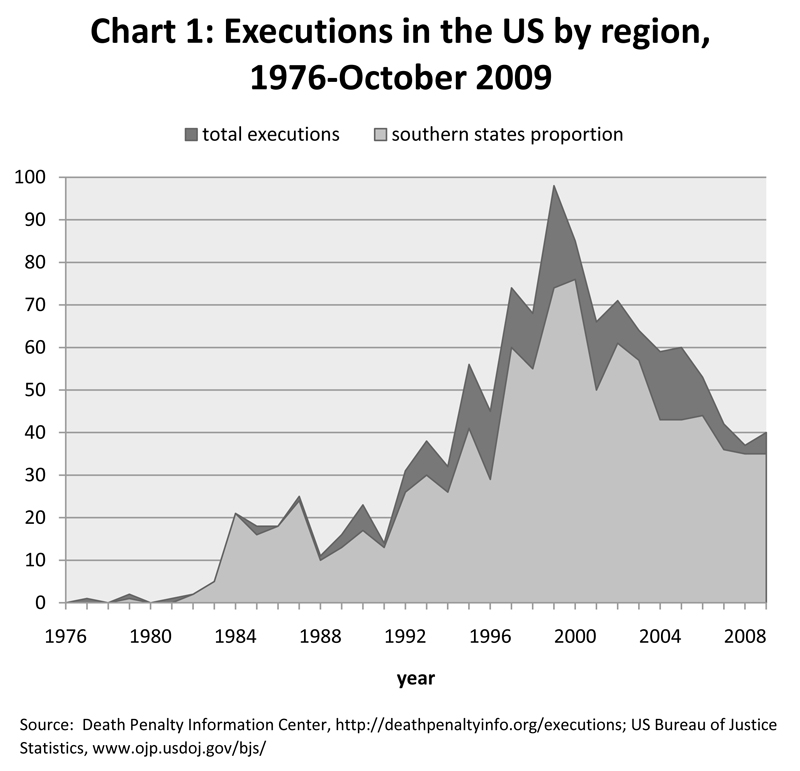 Chart 1: Executions in the US by region,
1976-October 2009
total executions southern states proportion
100
90
80
70
60
50
40
30
20
10
0
1976 1980 1984 1988 1992 1996 2000 2004 2008
year
Source: Death Penalty Information Center, http://deathpenaltyinfo.org/executions; US Bureau of Justice
Statistics, www.ojp.usdoj.gov/bjs/